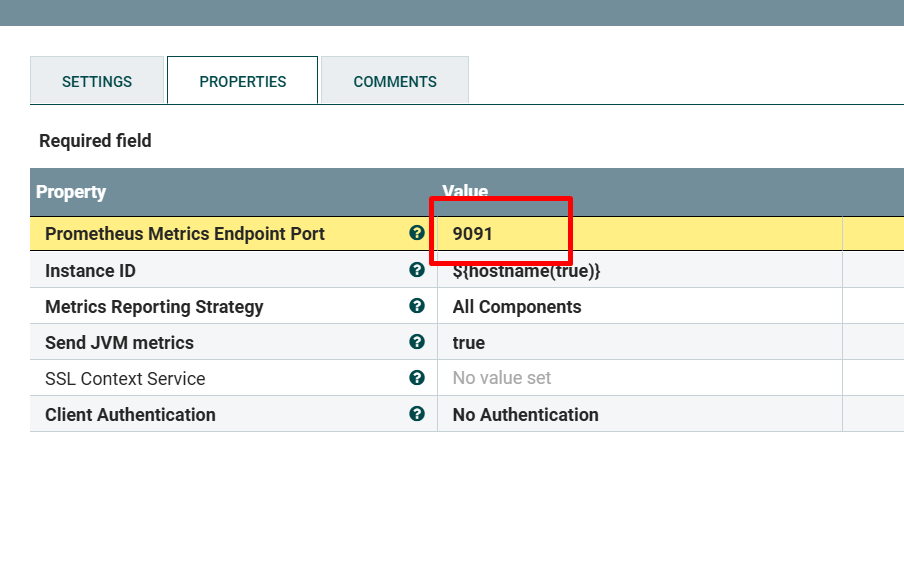 SETTINGS PROPERTIES COMMENTS
Required field
Property Value
Prometheus Metrics Endpoint Port ? 9091
Instance ID ? ${hostname(true)}
Metrics Reporting Strategy ? All Components
Send JVM metrics ? true
SSL Context Service ? No value set
Client Authentication ? No Authentication